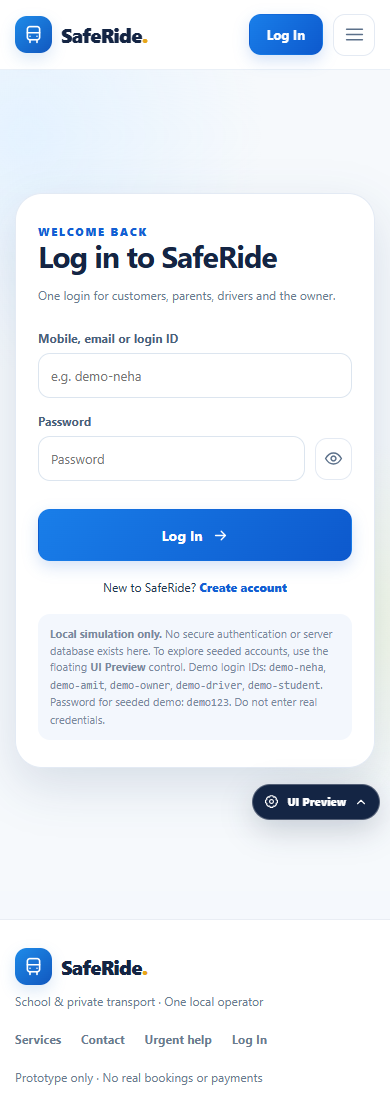 SafeRide.
Log In
WELCOME BACK
Log in to SafeRide
One login for customers, parents, drivers and the owner.
Mobile, email or login ID
e.g. demo-neha
Password
Password
Log In →
New to SafeRide? Create account
Local simulation only. No secure authentication or server
database exists here. To explore seeded accounts, use the
floating UI Preview control. Demo login IDs: demo-neha,
demo-amit, demo-owner, demo-driver, demo-student.
Password for seeded demo: demo123. Do not enter real
credentials.
UI Preview
SafeRide.
School & private transport · One local operator
Services Contact Urgent help Log In
Prototype only · No real bookings or payments